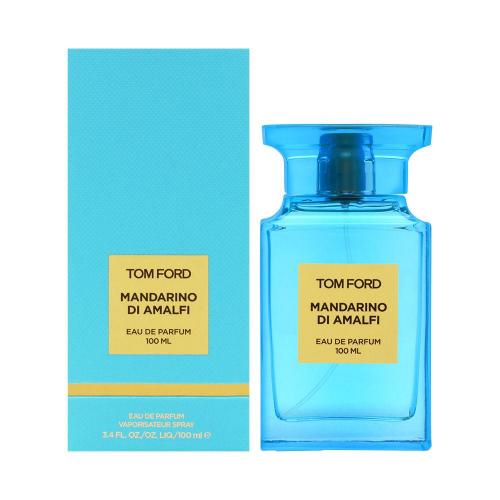 TOM FORD
MANDARINO
DI AMALFI
EAU DE PARFUM
100 ML
EAU DE PARFUM
VAPORISATEUR SPRAY
3.4 FL. OZ./OZ. LIQ./100 ml ℮
TOM FORD
MANDARINO
DI AMALFI
EAU DE PARFUM
100 ML